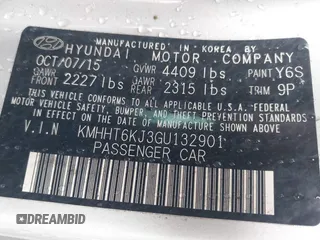 MANUFACTURED IN KOREA BY
HYUNDAI MOTOR COMPANY
OCT/07/15 GVWR 4409 lbs PAINT Y6S
GAWR FRONT 2227 lbs GAWR REAR 2315 lbs TRIM 9P
THIS VEHICLE CONFORMS TO ALL APPLICABLE
U.S. FEDERAL MOTOR VEHICLE SAFETY, BUMPER,
AND THEFT PREVENTION STANDARDS IN EFFECT ON
THE DATE OF MANUFACTURE SHOWN ABOVE.
V.I.N KMHHT6KJ3GU132901
PASSENGER CAR
DREAMBID